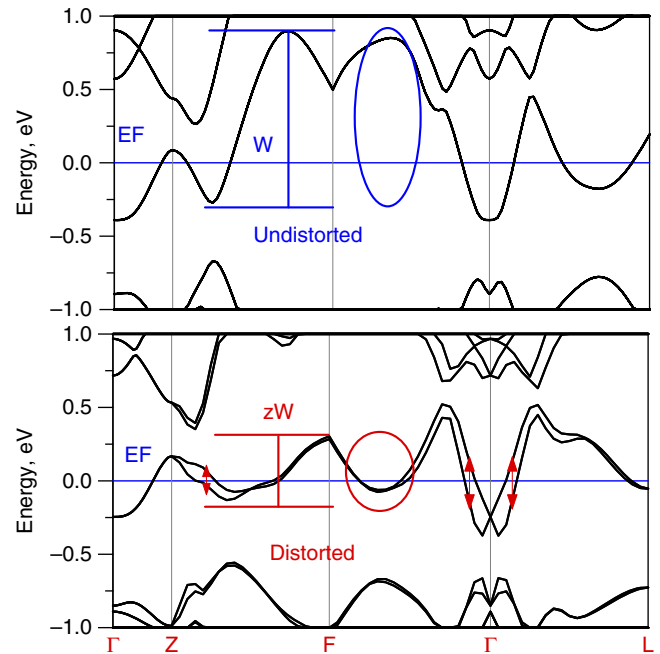 1.0
0.5
EF
W
0.0
Energy, eV
Undistorted
−0.5
−1.0
1.0
zW
0.5
EF
0.0
Energy, eV
−0.5
Distorted
−1.0
Γ Z F Γ L